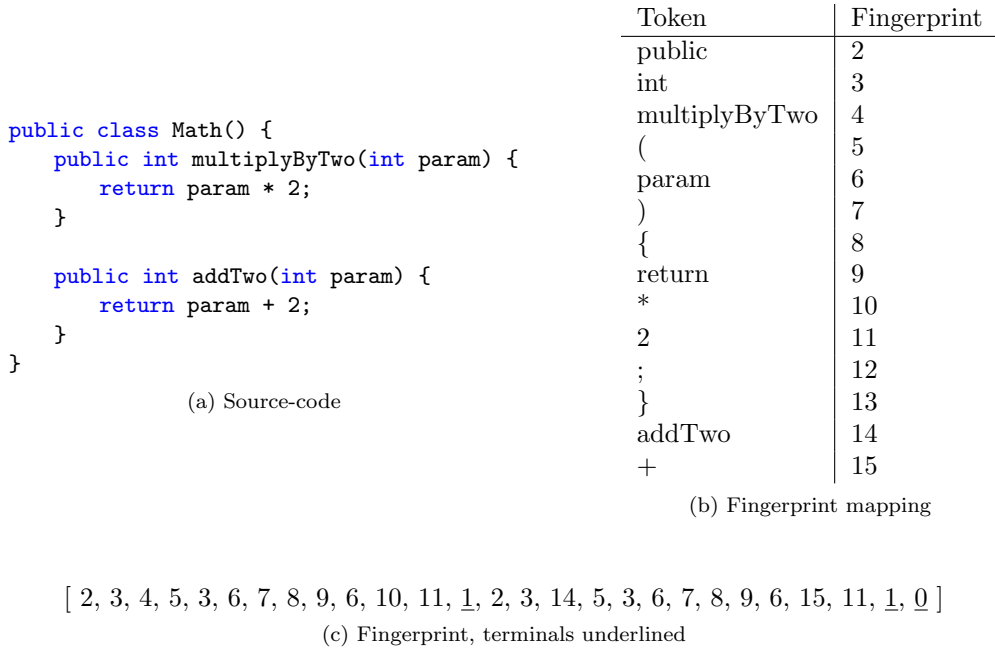 public class Math() {
public int multiplyByTwo(int param) {
return param * 2;
}
public int addTwo(int param) {
return param + 2;
}
}
(a) Source-code
Token Fingerprint
public 2
int 3
multiplyByTwo 4
( 5
param 6
) 7
{ 8
return 9
* 10
2 11
; 12
} 13
addTwo 14
+ 15
(b) Fingerprint mapping
[ 2, 3, 4, 5, 3, 6, 7, 8, 9, 6, 10, 11, 1, 2, 3, 14, 5, 3, 6, 7, 8, 9, 6, 15, 11, 1, 0 ]
(c) Fingerprint, terminals underlined